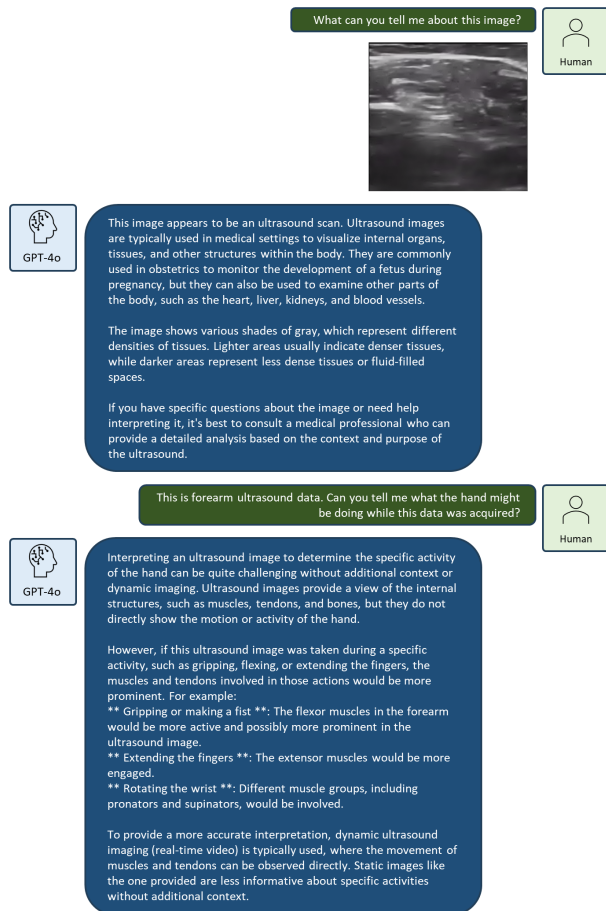 What can you tell me about this image?
Human
GPT-4o
This image appears to be an ultrasound scan. Ultrasound images
are typically used in medical settings to visualize internal organs,
tissues, and other structures within the body. They are commonly
used in obstetrics to monitor the development of a fetus during
pregnancy, but they can also be used to examine other parts of
the body, such as the heart, liver, kidneys, and blood vessels.
The image shows various shades of gray, which represent different
densities of tissues. Lighter areas usually indicate denser tissues,
while darker areas represent less dense tissues or fluid-filled
spaces.
If you have specific questions about the image or need help
interpreting it, it's best to consult a medical professional who can
provide a detailed analysis based on the context and purpose of
the ultrasound.
This is forearm ultrasound data. Can you tell me what the hand might
be doing while this data was acquired?
Human
GPT-4o
Interpreting an ultrasound image to determine the specific activity
of the hand can be quite challenging without additional context or
dynamic imaging. Ultrasound images provide a view of the internal
structures, such as muscles, tendons, and bones, but they do not
directly show the motion or activity of the hand.
However, if this ultrasound image was taken during a specific
activity, such as gripping, flexing, or extending the fingers, the
muscles and tendons involved in those actions would be more
prominent. For example:
** Gripping or making a fist **: The flexor muscles in the forearm
would be more active and possibly more prominent in the
ultrasound image.
** Extending the fingers **: The extensor muscles would be more
engaged.
** Rotating the wrist **: Different muscle groups, including
pronators and supinators, would be involved.
To provide a more accurate interpretation, dynamic ultrasound
imaging (real-time video) is typically used, where the movement of
muscles and tendons can be observed directly. Static images like
the one provided are less informative about specific activities
without additional context.